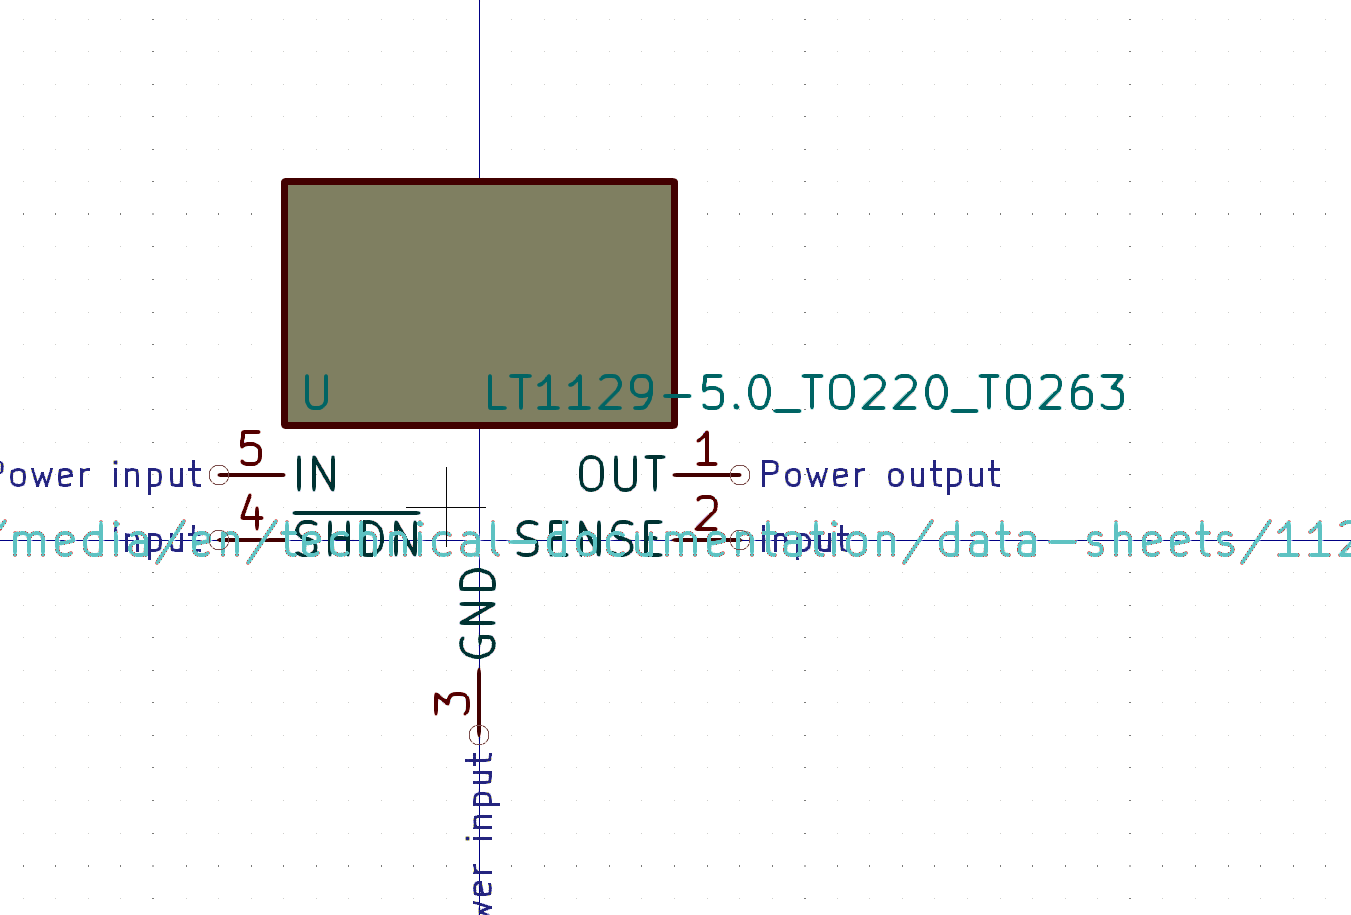 U LT1129-5.0_TO220_TO263
5 1
Power input IN OUT Power output
4 2
Input SHDN SENSE Input
/media/en/technical-documentation/data-sheets/112
GND
3
wer input